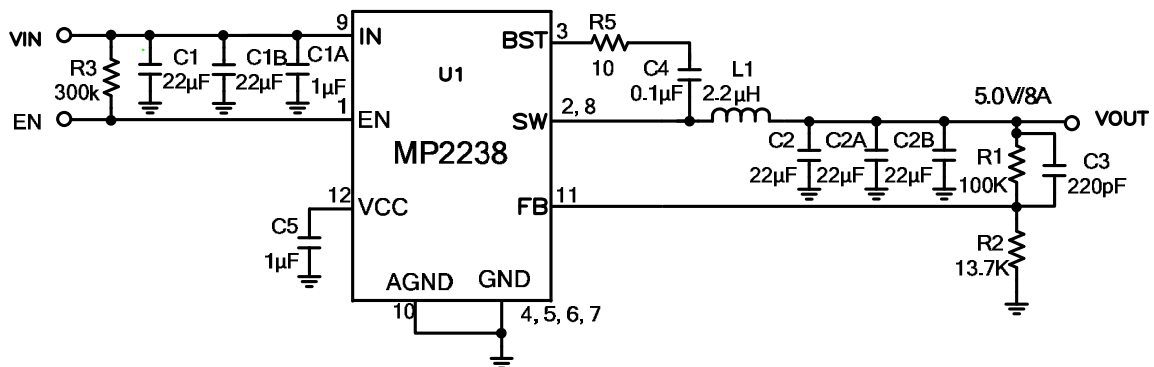 VIN
9
IN
R3
300k
C1
22µF
C1B
22µF
C1A
1µF
EN
1
EN
U1
MP2238
BST
3
R5
10
C4
0.1µF
L1
2.2µH
SW
2, 8
5.0V/8A
VOUT
C2
22µF
C2A
22µF
C2B
22µF
R1
100K
C3
220pF
12
VCC
FB
11
C5
1µF
R2
13.7K
AGND
GND
10
4, 5, 6, 7